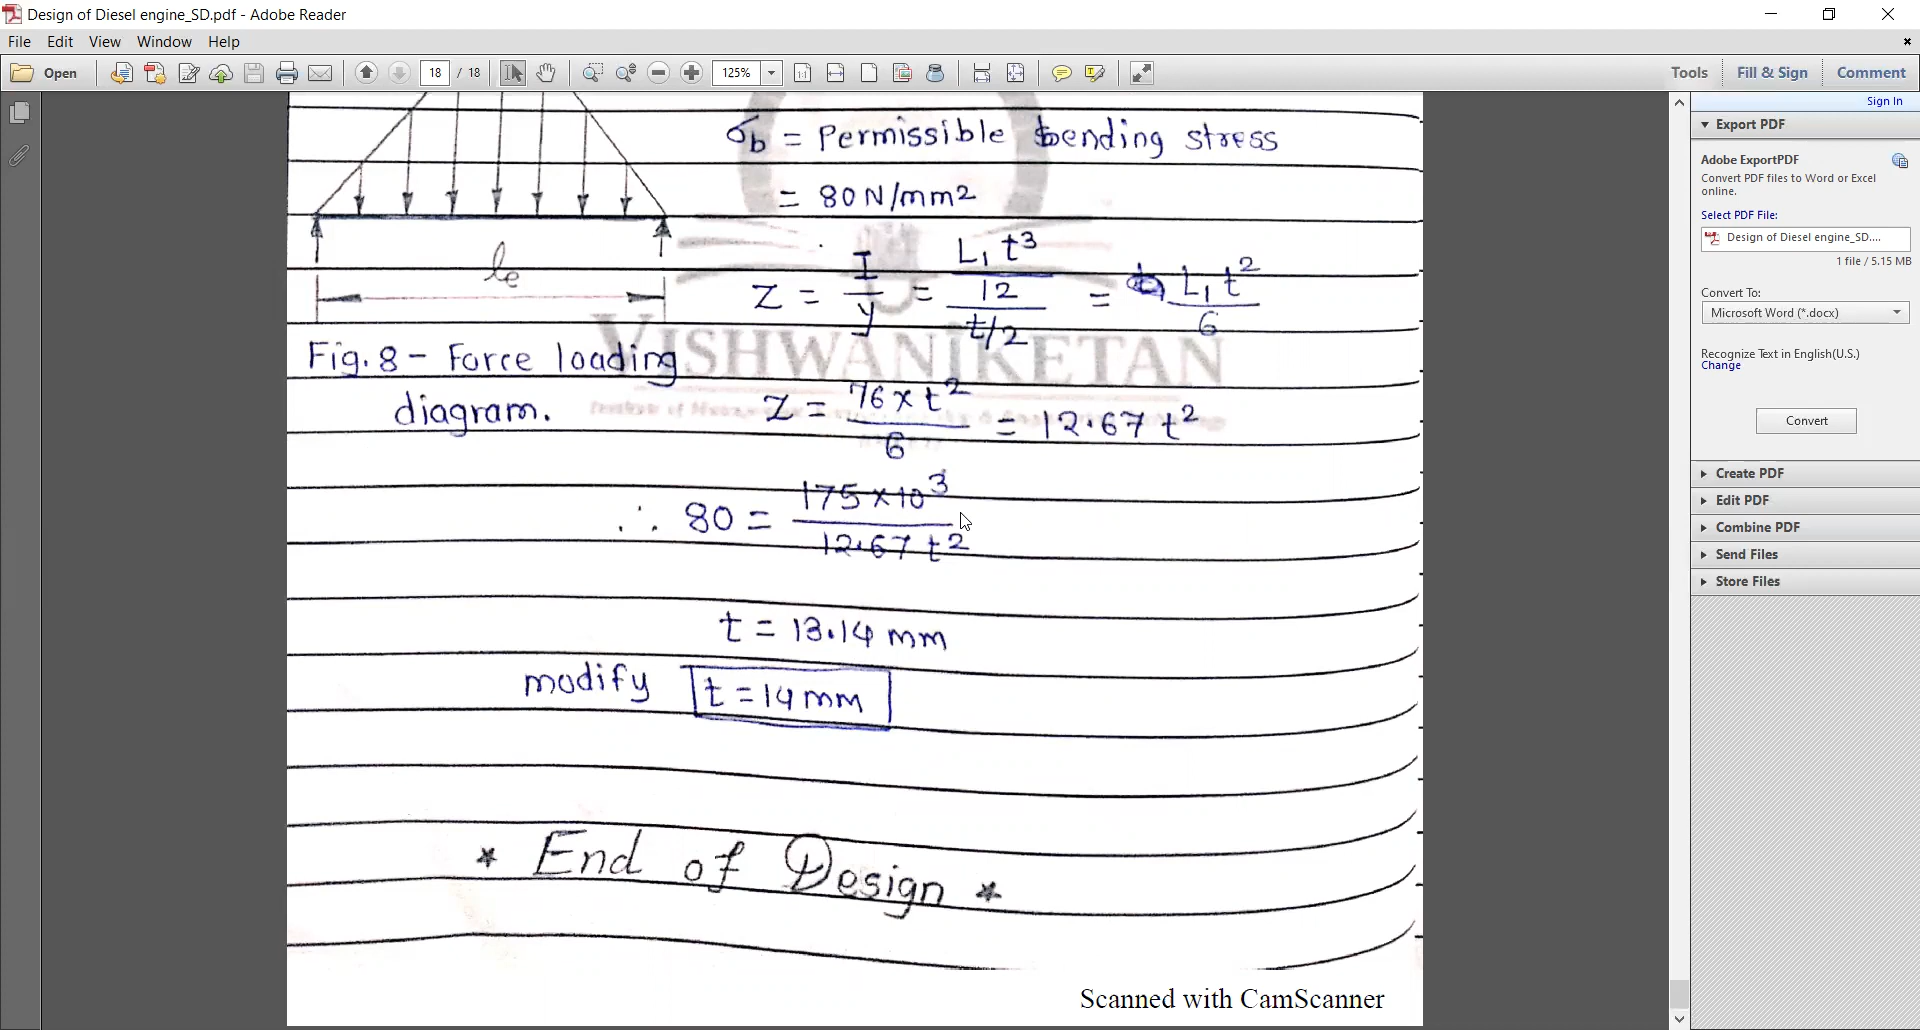 Design of Diesel engine_SD.pdf - Adobe Reader
File Edit View Window Help
Open 18 / 18 125% Tools Fill & Sign Comment
σb = Permissible bending stress
= 80 N/mm2
le
Z = I/y = (L1 t³/12)/(t/2) = L1 t²/6
Fig. 8 - Force loading
diagram.
VISHWANIKETAN
Z = 76 × t²/6 = 12.67 t²
∴ 80 = 175 × 10³/12.67 t²
t = 13.14 mm
modify t = 14 mm
* End of Design *
Scanned with CamScanner
Sign In
Export PDF
Adobe ExportPDF
Convert PDF files to Word or Excel
online.
Select PDF File:
Design of Diesel engine_SD....
1 file / 5.15 MB
Convert To:
Microsoft Word (*.docx)
Recognize Text in English(U.S.)
Change
Convert
Create PDF
Edit PDF
Combine PDF
Send Files
Store Files